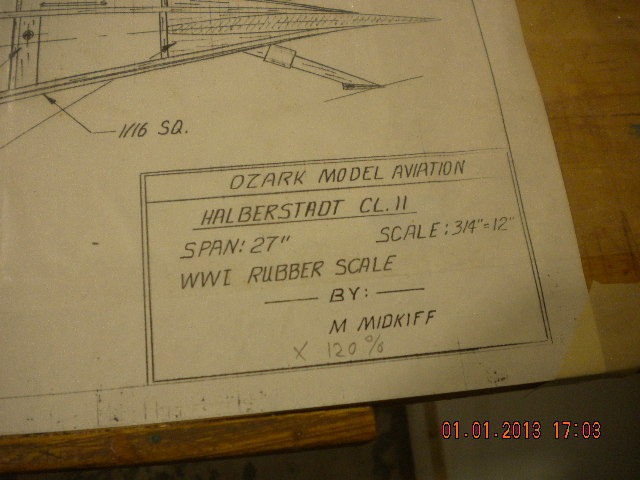 1/16 SQ.
OZARK MODEL AVIATION
HALBERSTADT CL.II
SPAN: 27" SCALE: 3/4"=12"
WWI RUBBER SCALE
BY:
M MIDKIFF
X 120%
01.01.2013 17:03